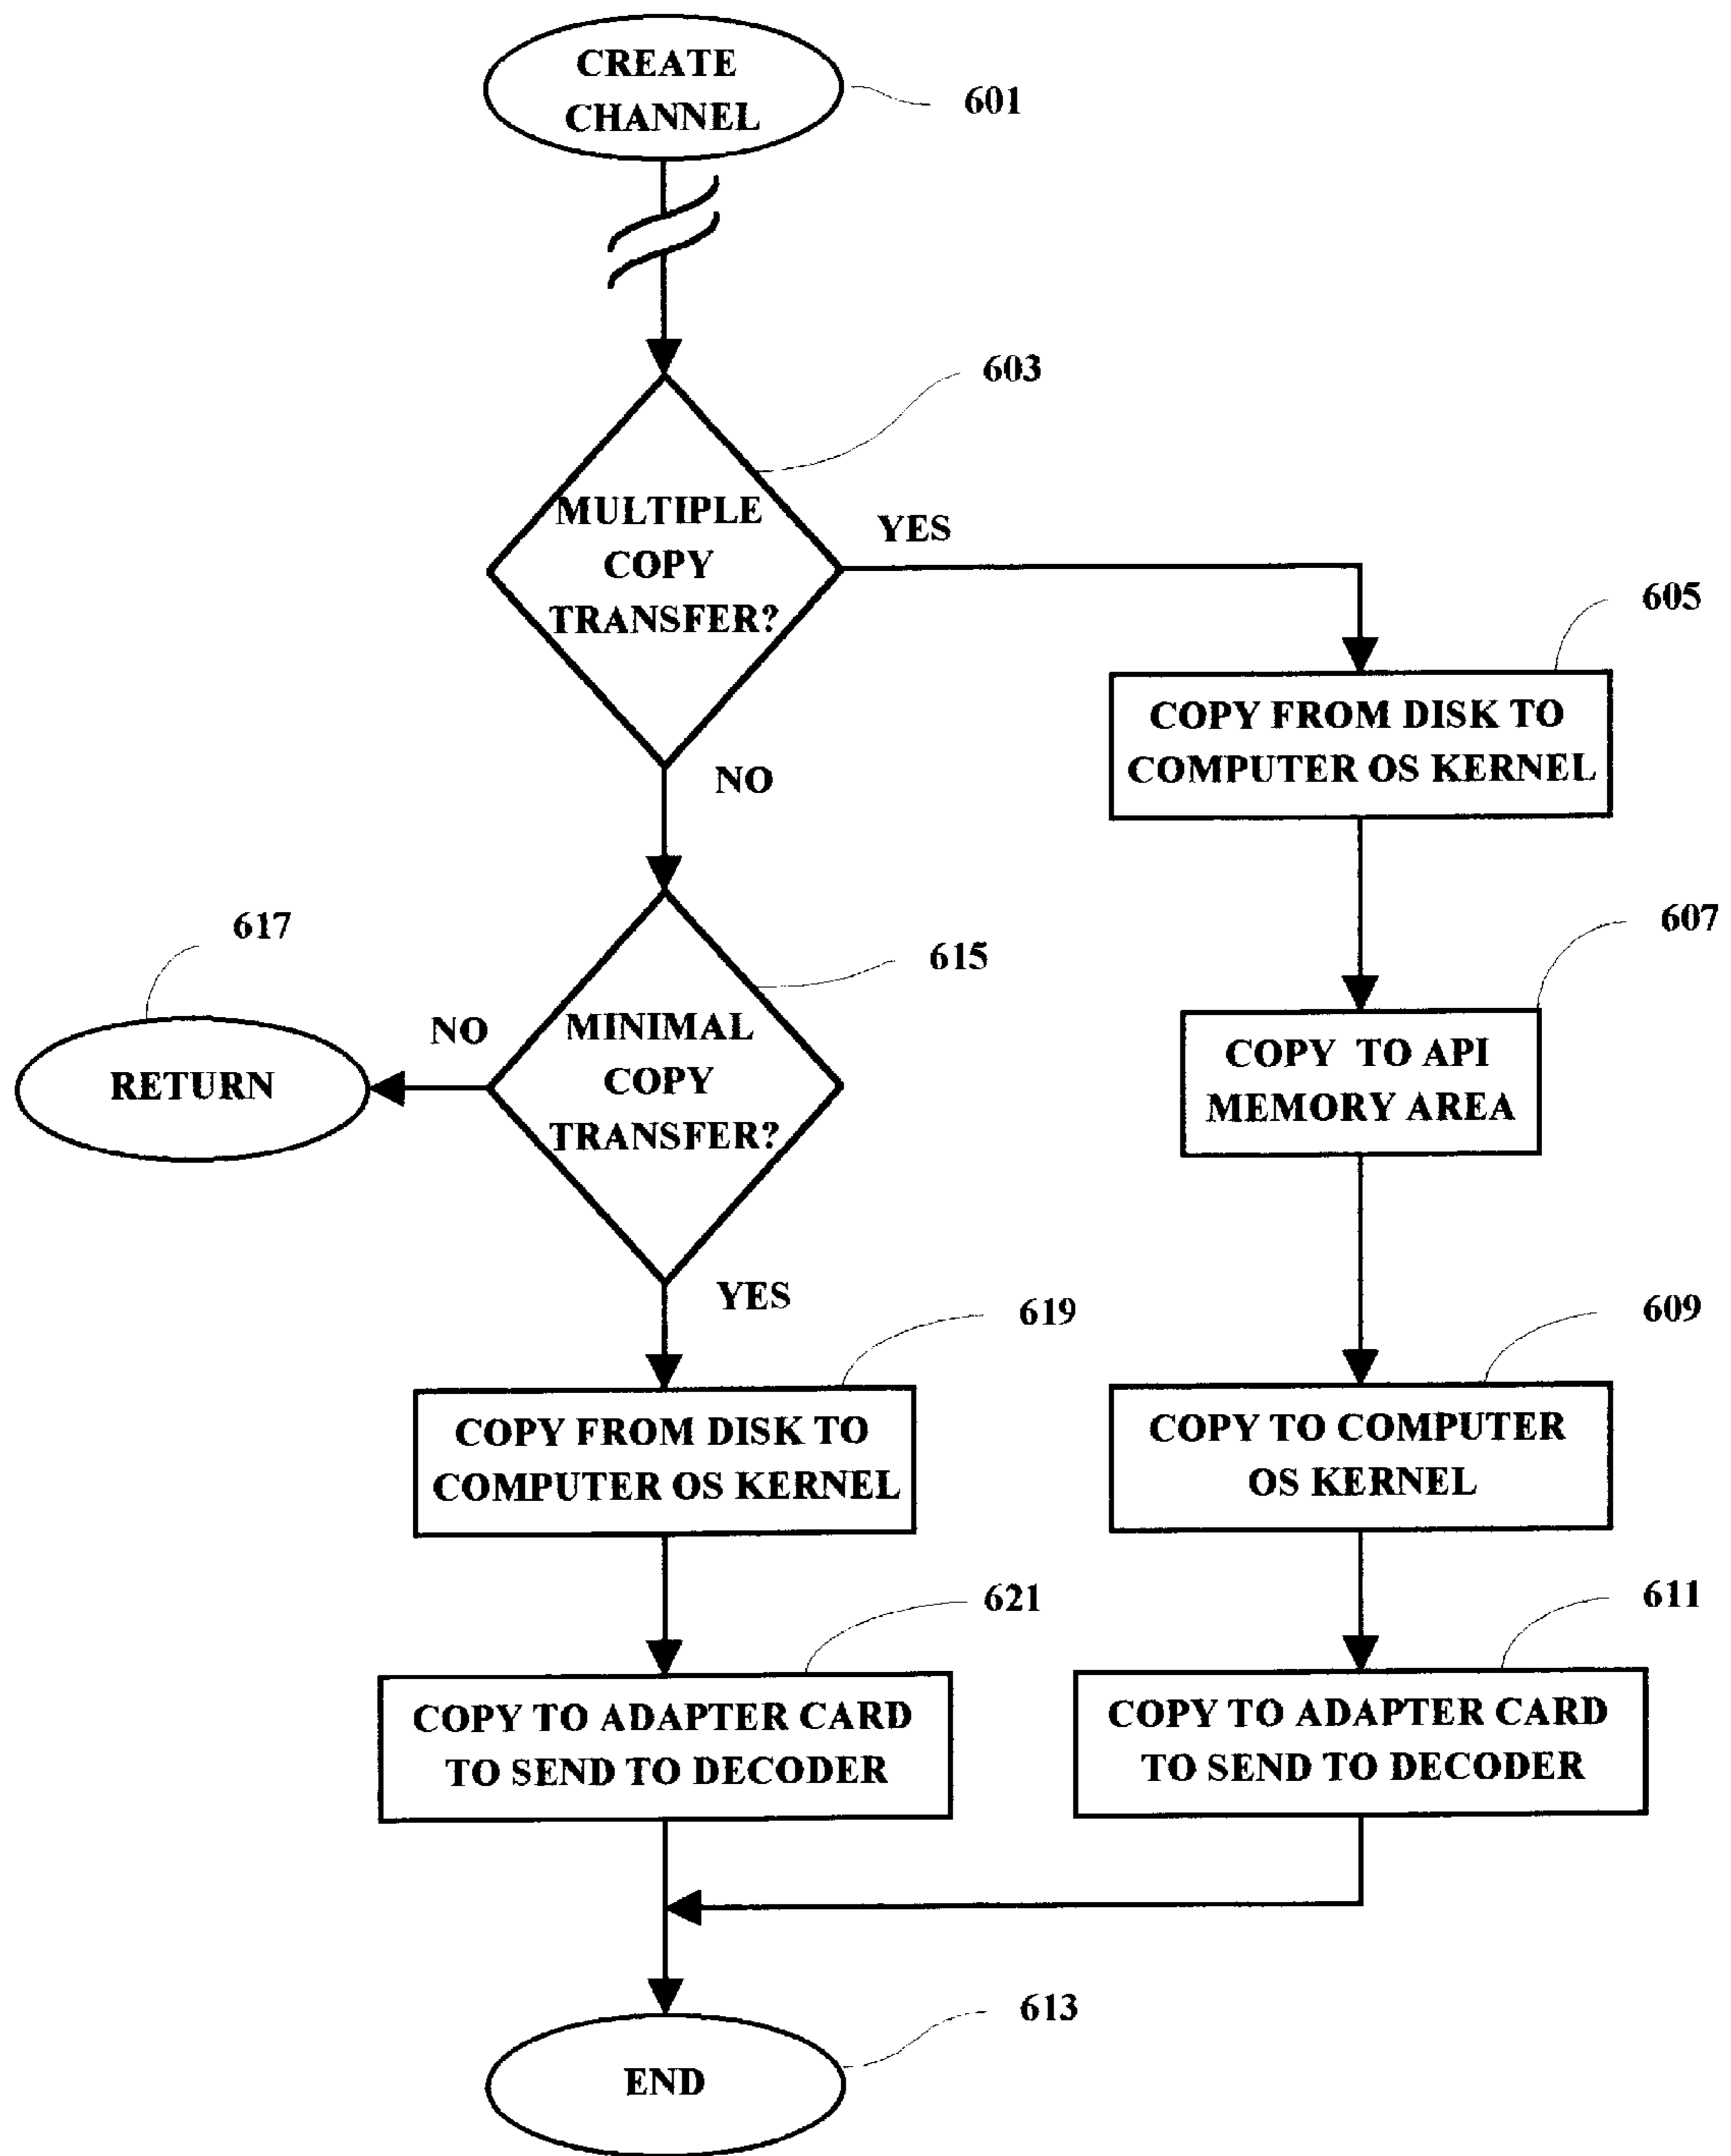 CREATE
CHANNEL
601
603
MULTIPLE
COPY
TRANSFER?
YES
605
COPY FROM DISK TO
COMPUTER OS KERNEL
NO
607
COPY TO API
MEMORY AREA
617
615
NO
MINIMAL
COPY
TRANSFER?
RETURN
YES
619
COPY FROM DISK TO
COMPUTER OS KERNEL
609
COPY TO COMPUTER
OS KERNEL
621
COPY TO ADAPTER CARD
TO SEND TO DECODER
611
COPY TO ADAPTER CARD
TO SEND TO DECODER
613
END